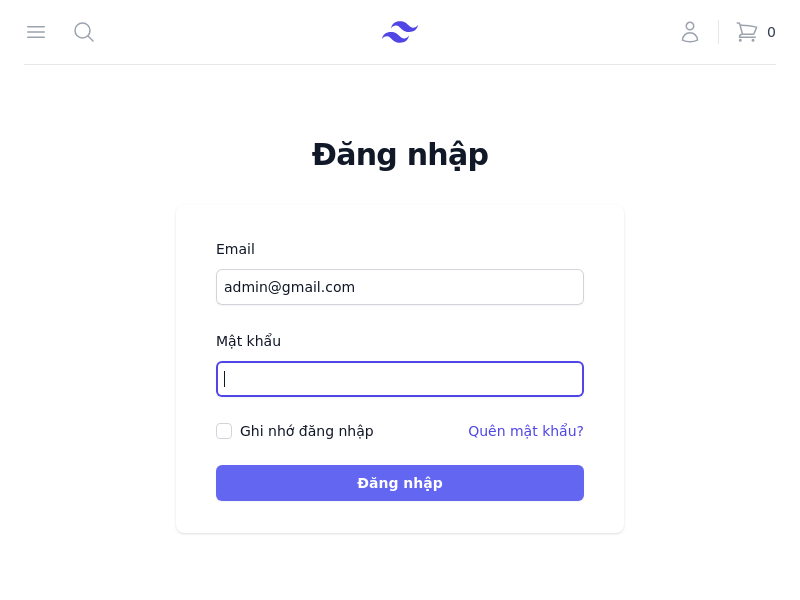 0
Đăng nhập
Email
admin@gmail.com
Mật khẩu
Ghi nhớ đăng nhập Quên mật khẩu?
Đăng nhập